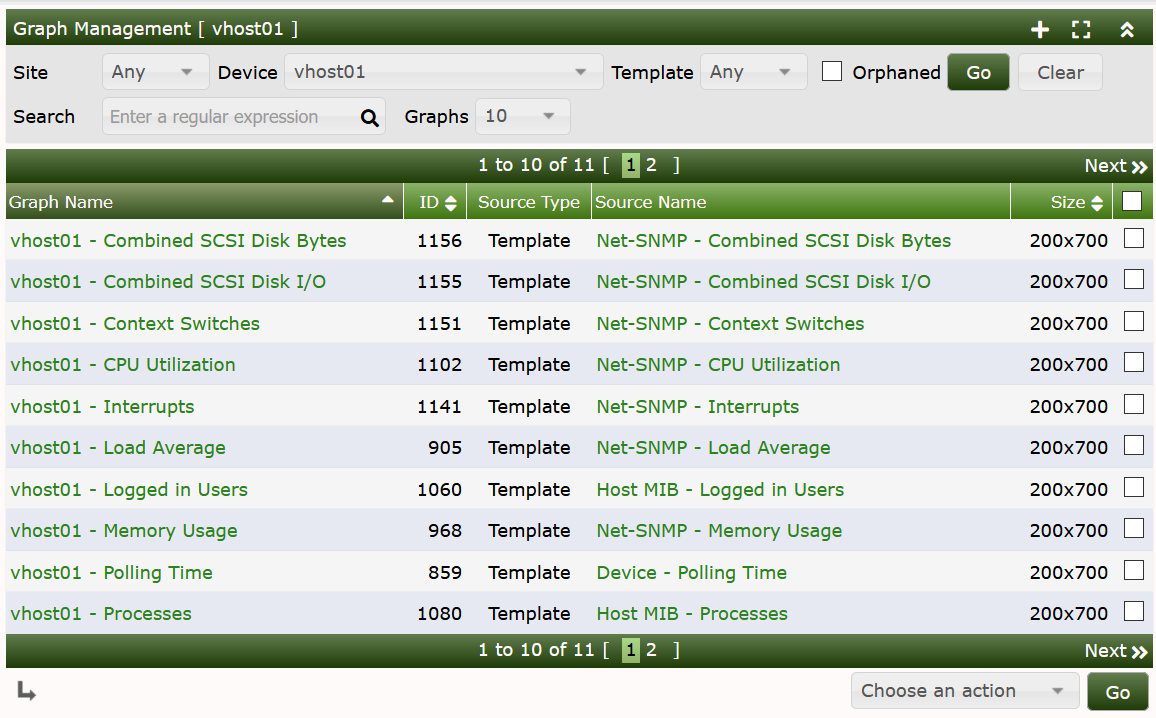 Graph Management [ vhost01 ]
Site Any Device vhost01 Template Any Orphaned Go Clear
Search Enter a regular expression Graphs 10
1 to 10 of 11 [ 1 2 ] Next
Graph Name ID Source Type Source Name Size
vhost01 - Combined SCSI Disk Bytes 1156 Template Net-SNMP - Combined SCSI Disk Bytes 200x700
vhost01 - Combined SCSI Disk I/O 1155 Template Net-SNMP - Combined SCSI Disk I/O 200x700
vhost01 - Context Switches 1151 Template Net-SNMP - Context Switches 200x700
vhost01 - CPU Utilization 1102 Template Net-SNMP - CPU Utilization 200x700
vhost01 - Interrupts 1141 Template Net-SNMP - Interrupts 200x700
vhost01 - Load Average 905 Template Net-SNMP - Load Average 200x700
vhost01 - Logged in Users 1060 Template Host MIB - Logged in Users 200x700
vhost01 - Memory Usage 968 Template Net-SNMP - Memory Usage 200x700
vhost01 - Polling Time 859 Template Device - Polling Time 200x700
vhost01 - Processes 1080 Template Host MIB - Processes 200x700
1 to 10 of 11 [ 1 2 ] Next
Choose an action Go